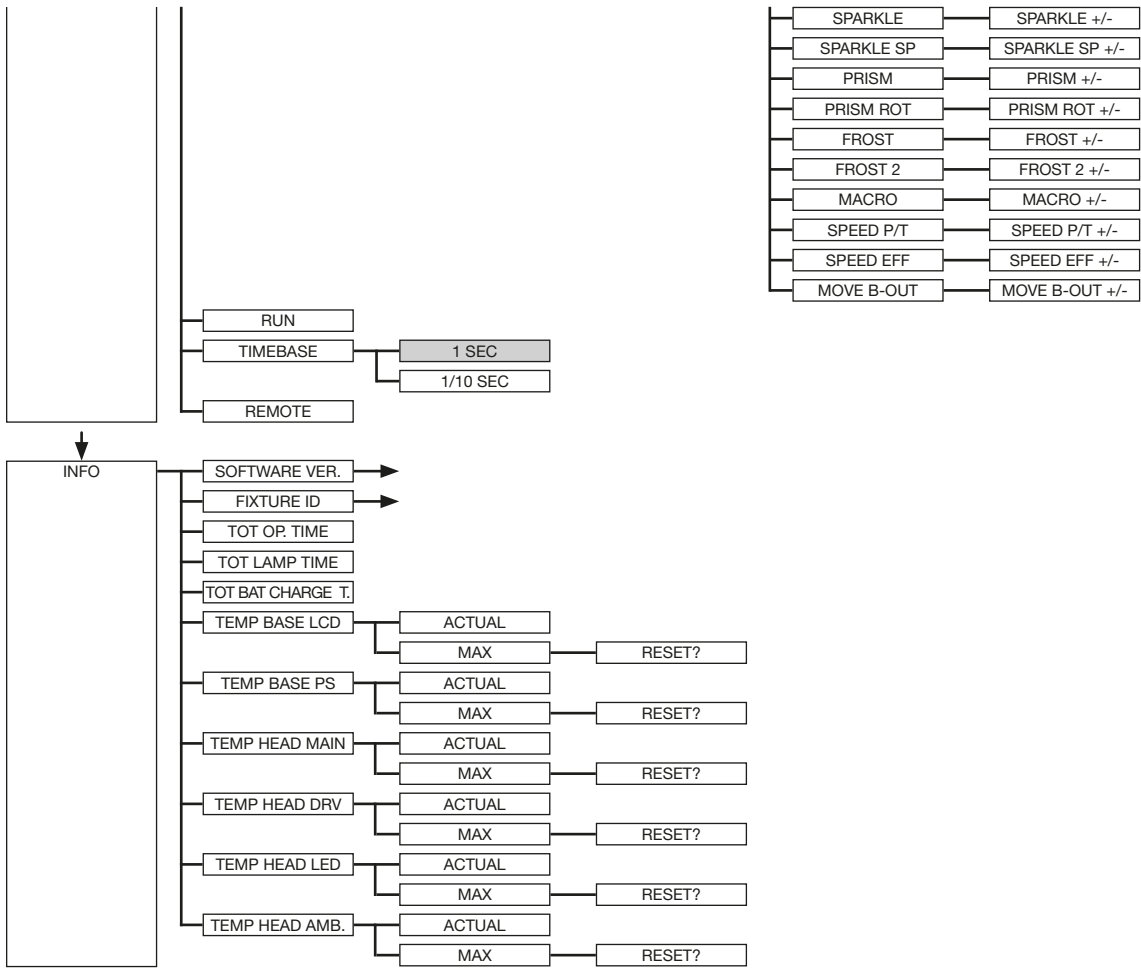 SPARKLE SPARKLE +/-
SPARKLE SP SPARKLE SP +/-
PRISM PRISM +/-
PRISM ROT PRISM ROT +/-
FROST FROST +/-
FROST 2 FROST 2 +/-
MACRO MACRO +/-
SPEED P/T SPEED P/T +/-
SPEED EFF SPEED EFF +/-
MOVE B-OUT MOVE B-OUT +/-
RUN
TIMEBASE 1 SEC
1/10 SEC
REMOTE
INFO SOFTWARE VER.
FIXTURE ID
TOT OP. TIME
TOT LAMP TIME
TOT BAT CHARGE T.
TEMP BASE LCD ACTUAL
MAX RESET?
TEMP BASE PS ACTUAL
MAX RESET?
TEMP HEAD MAIN ACTUAL
MAX RESET?
TEMP HEAD DRV ACTUAL
MAX RESET?
TEMP HEAD LED ACTUAL
MAX RESET?
TEMP HEAD AMB. ACTUAL
MAX RESET?